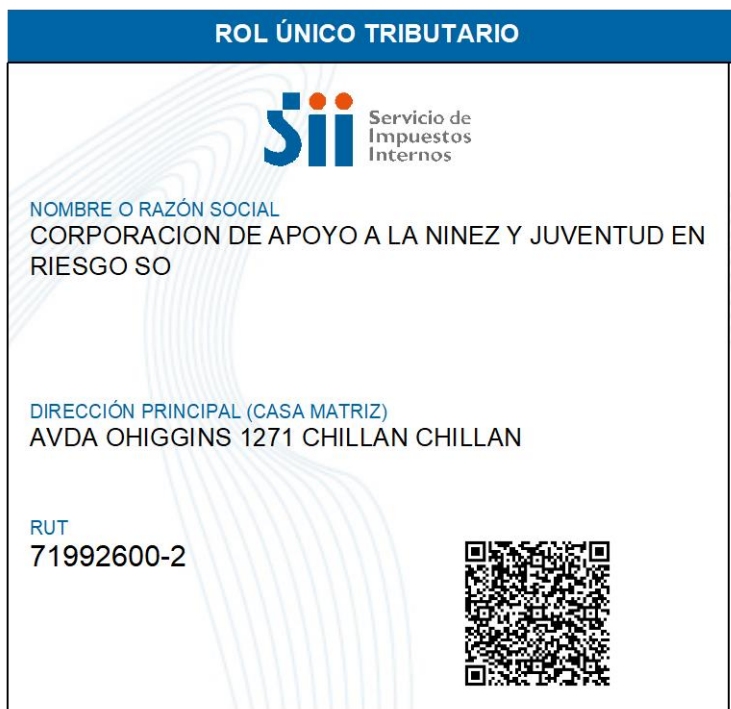 ROL ÚNICO TRIBUTARIO
Sii
Servicio de
Impuestos
Internos
NOMBRE O RAZÓN SOCIAL
CORPORACION DE APOYO A LA NINEZ Y JUVENTUD EN
RIESGO SO
DIRECCIÓN PRINCIPAL (CASA MATRIZ)
AVDA OHIGGINS 1271 CHILLAN CHILLAN
RUT
71992600-2